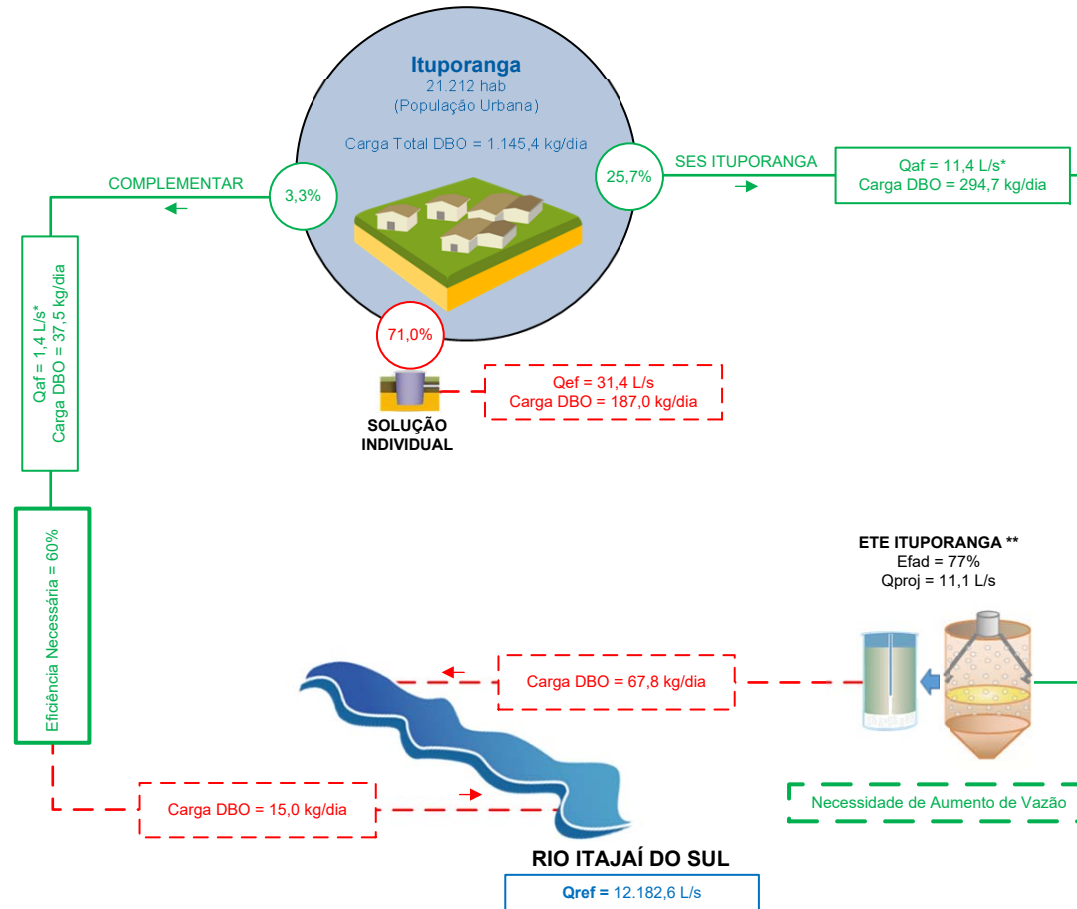 Ituporanga
21.212 hab
(População Urbana)
Carga Total DBO = 1.145,4 kg/dia
COMPLEMENTAR
3,3%
25,7%
SES ITUPORANGA
Qaf = 11,4 L/s*
Carga DBO = 294,7 kg/dia
Qaf = 1,4 L/s*
Carga DBO = 37,5 kg/dia
71,0%
Qef = 31,4 L/s
Carga DBO = 187,0 kg/dia
SOLUÇÃO
INDIVIDUAL
Eficiência Necessária = 60%
ETE ITUPORANGA **
Efad = 77%
Qproj = 11,1 L/s
Carga DBO = 67,8 kg/dia
Carga DBO = 15,0 kg/dia
Necessidade de Aumento de Vazão
RIO ITAJAÍ DO SUL
Qref = 12.182,6 L/s